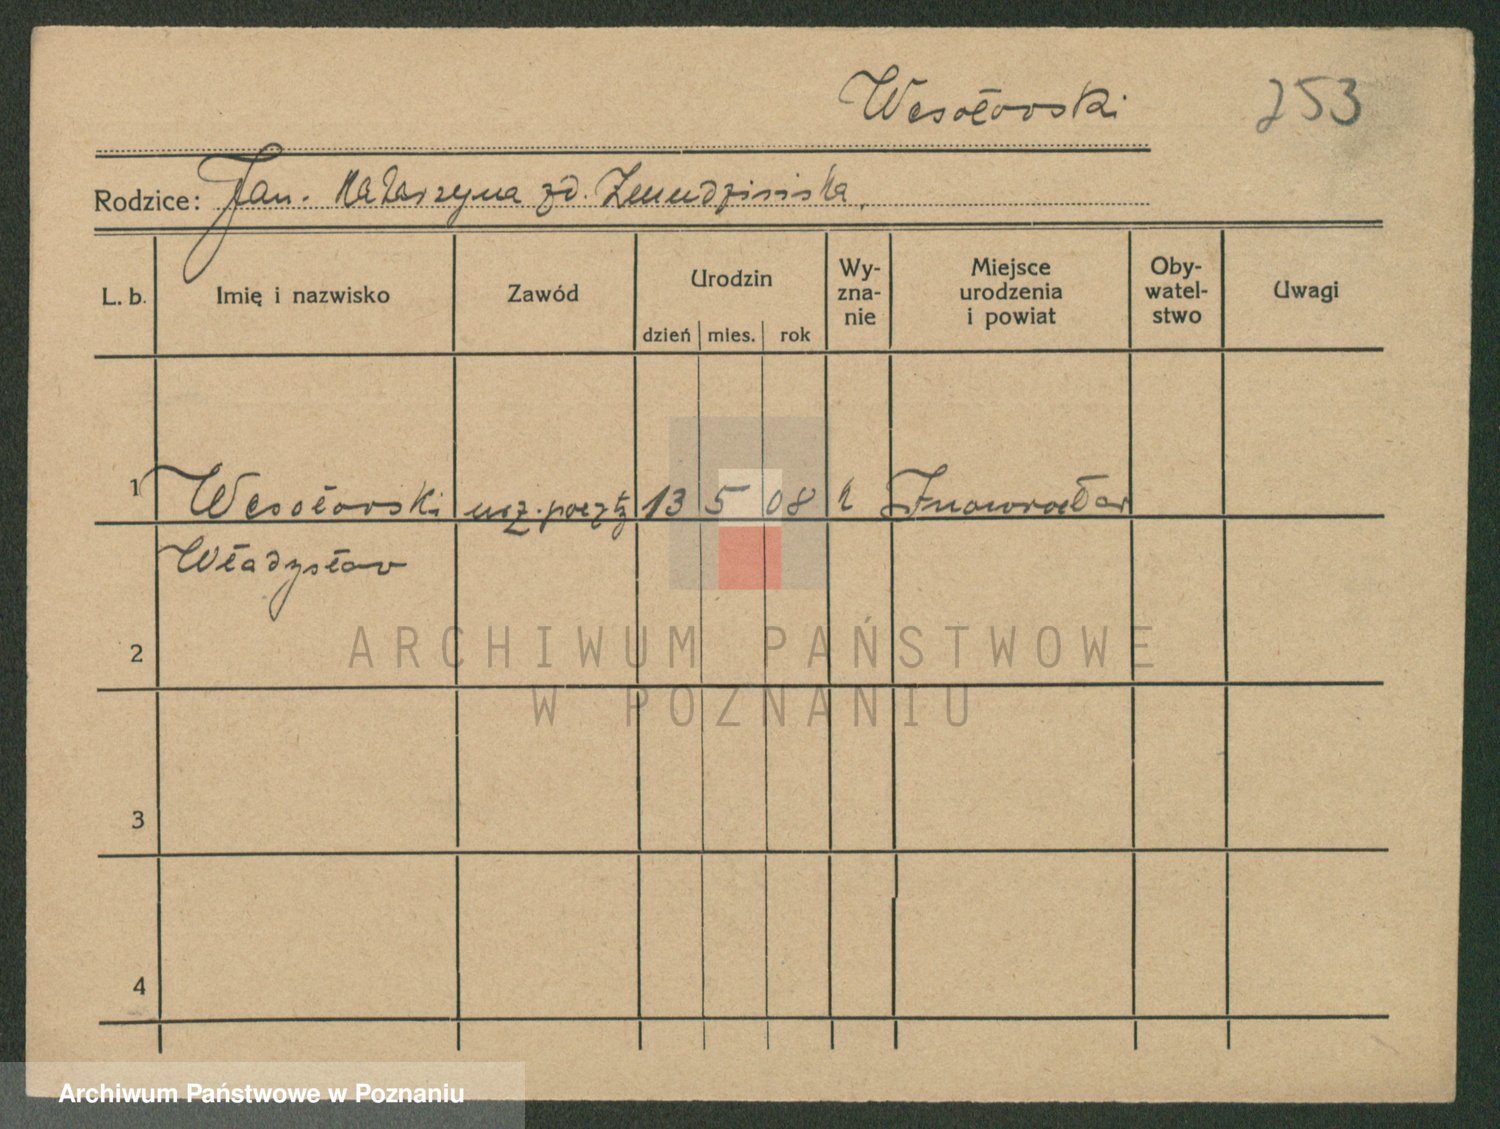 Wesołowski 253
Rodzice: Jan. Katarzyna zd. Żmudzińska,
L. b. Imię i nazwisko Zawód Urodzin dzień mies. rok Wy-zna-nie Miejsce urodzenia i powiat Oby-watel-stwo Uwagi
1 Wesołowski urz. poczty 13 5 08 k Inowrocław
Władysław
2
ARCHIWUM PAŃSTWOWE
W POZNANIU
3
4
Archiwum Państwowe w Poznaniu